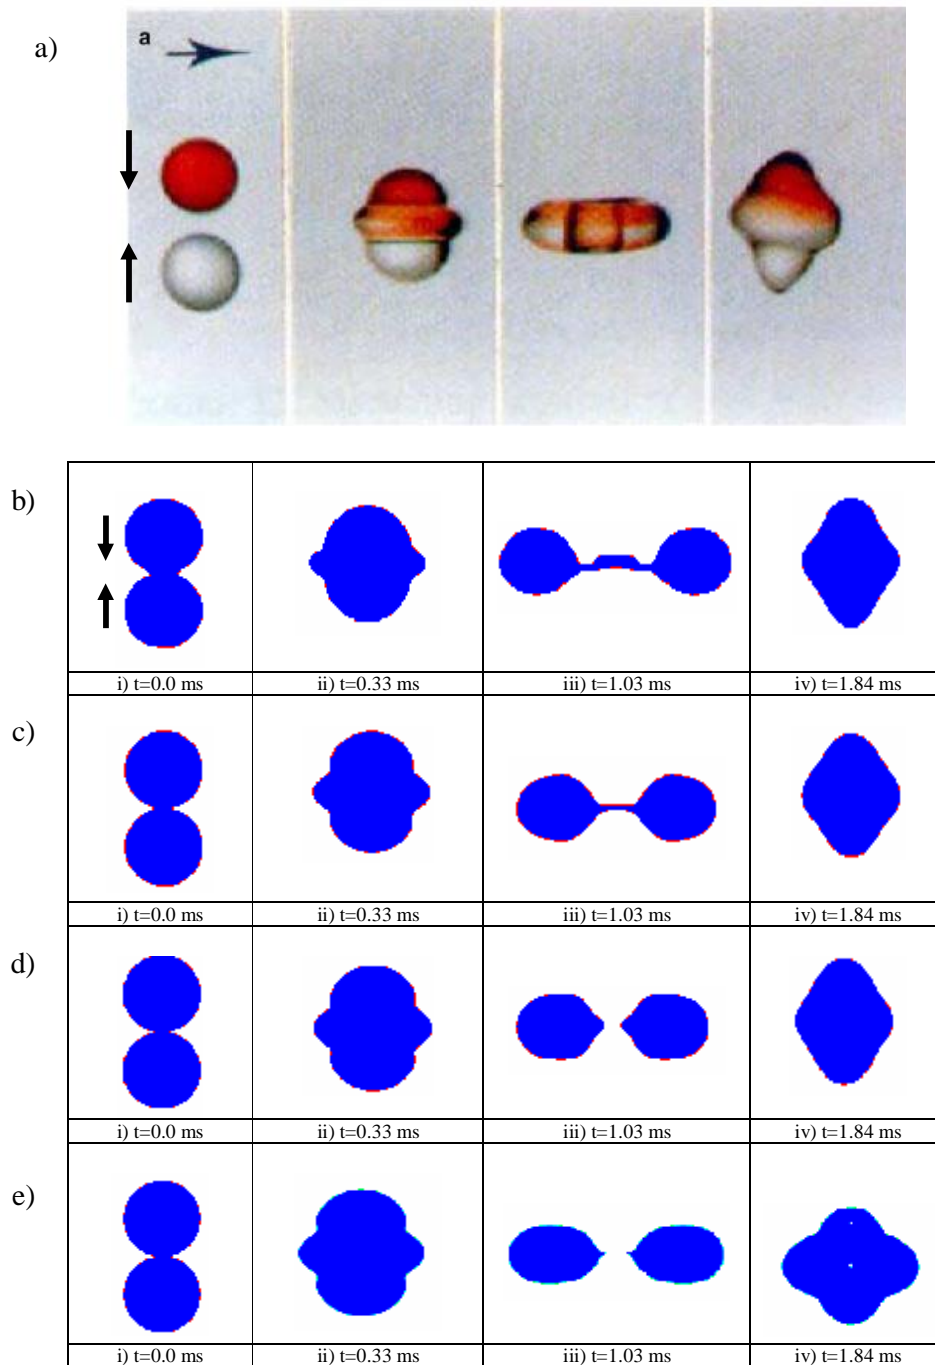 a)
a
b)
i) t=0.0 ms ii) t=0.33 ms iii) t=1.03 ms iv) t=1.84 ms
c)
i) t=0.0 ms ii) t=0.33 ms iii) t=1.03 ms iv) t=1.84 ms
d)
i) t=0.0 ms ii) t=0.33 ms iii) t=1.03 ms iv) t=1.84 ms
e)
i) t=0.0 ms ii) t=0.33 ms iii) t=1.03 ms iv) t=1.84 ms